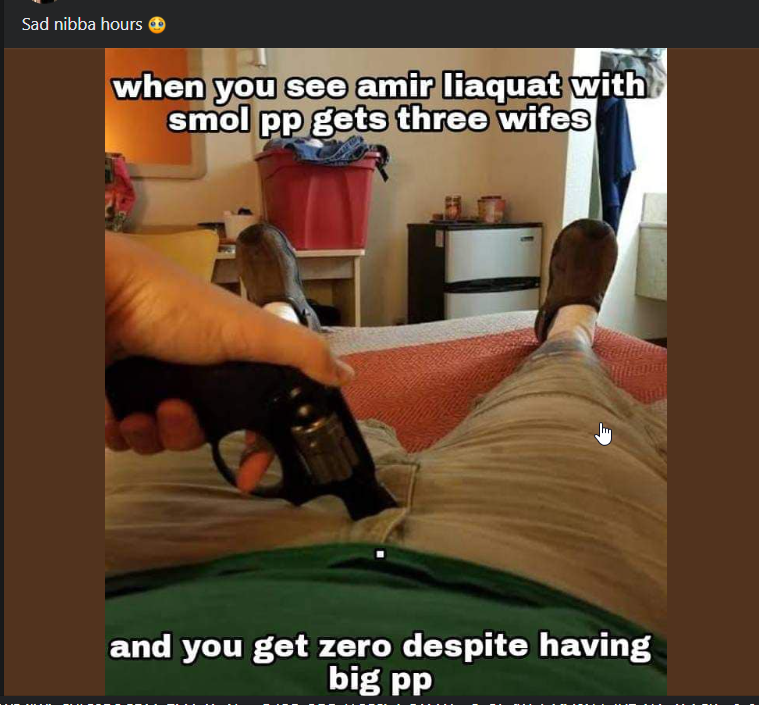 Sad nibba hours 🥹
when you see amir liaquat with
smol pp gets three wifes
.
and you get zero despite having
big pp